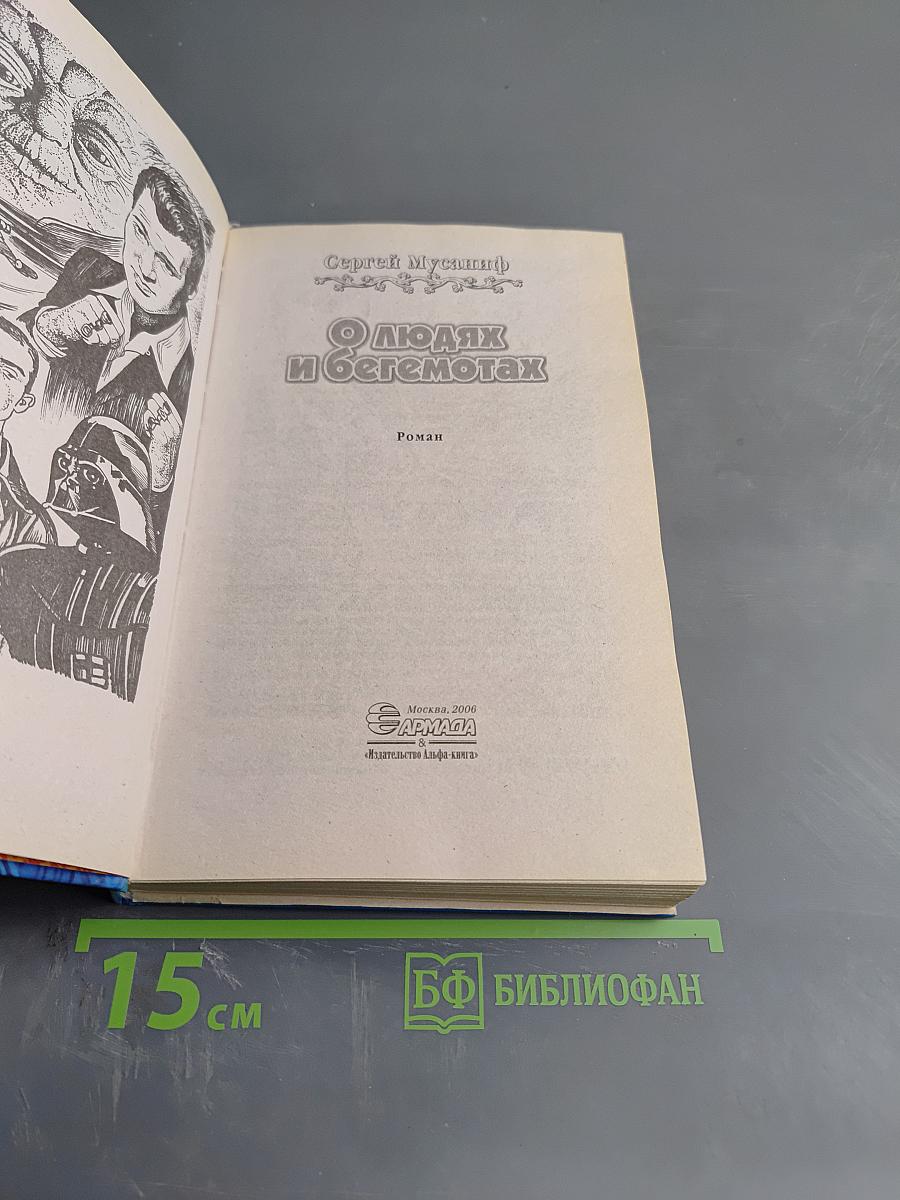 Сергей Мусаниф
О людях
и бегемотах
Роман
Москва, 2006
АРМАДА
&
«Издательство Альфа-книга»
15 см
БФ БИБЛИОФАН